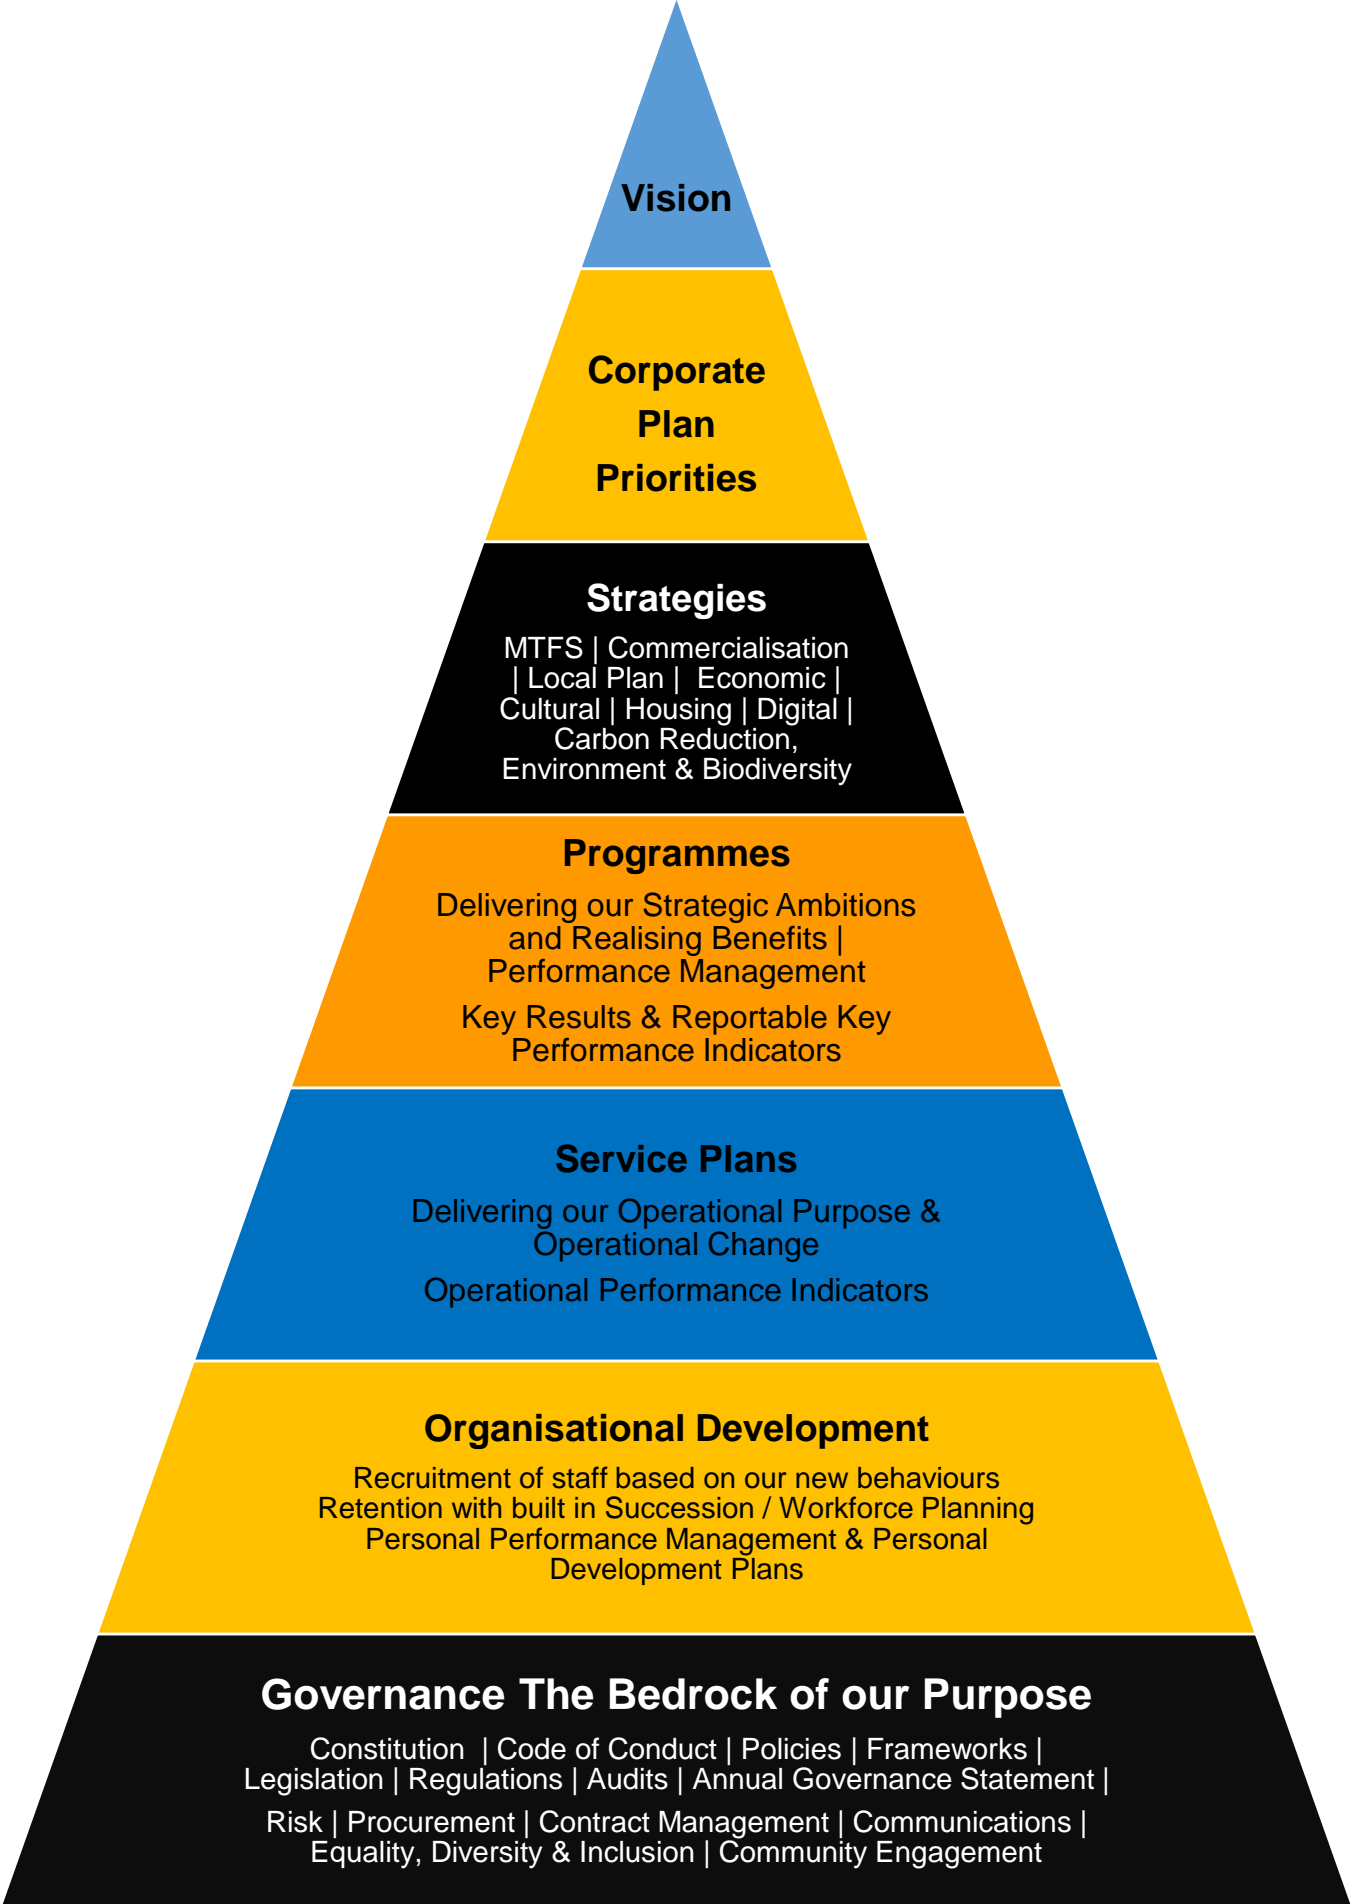 Vision
Corporate
Plan
Priorities
Strategies
MTFS | Commercialisation
| Local Plan |  Economic |
Cultural | Housing | Digital |
Carbon Reduction,
Environment & Biodiversity
Programmes
Delivering our Strategic Ambitions
and Realising Benefits |
Performance Management
Key Results & Reportable Key
Performance Indicators
Service Plans
Delivering our Operational Purpose &
Operational Change
Operational Performance Indicators
Organisational Development
Recruitment of staff based on our new behaviours
Retention with built in Succession / Workforce Planning
Personal Performance Management & Personal
Development Plans
Governance The Bedrock of our Purpose
Constitution  | Code of Conduct | Policies | Frameworks |
Legislation | Regulations | Audits | Annual Governance Statement |
Risk | Procurement | Contract Management | Communications |
Equality, Diversity & Inclusion | Community Engagement